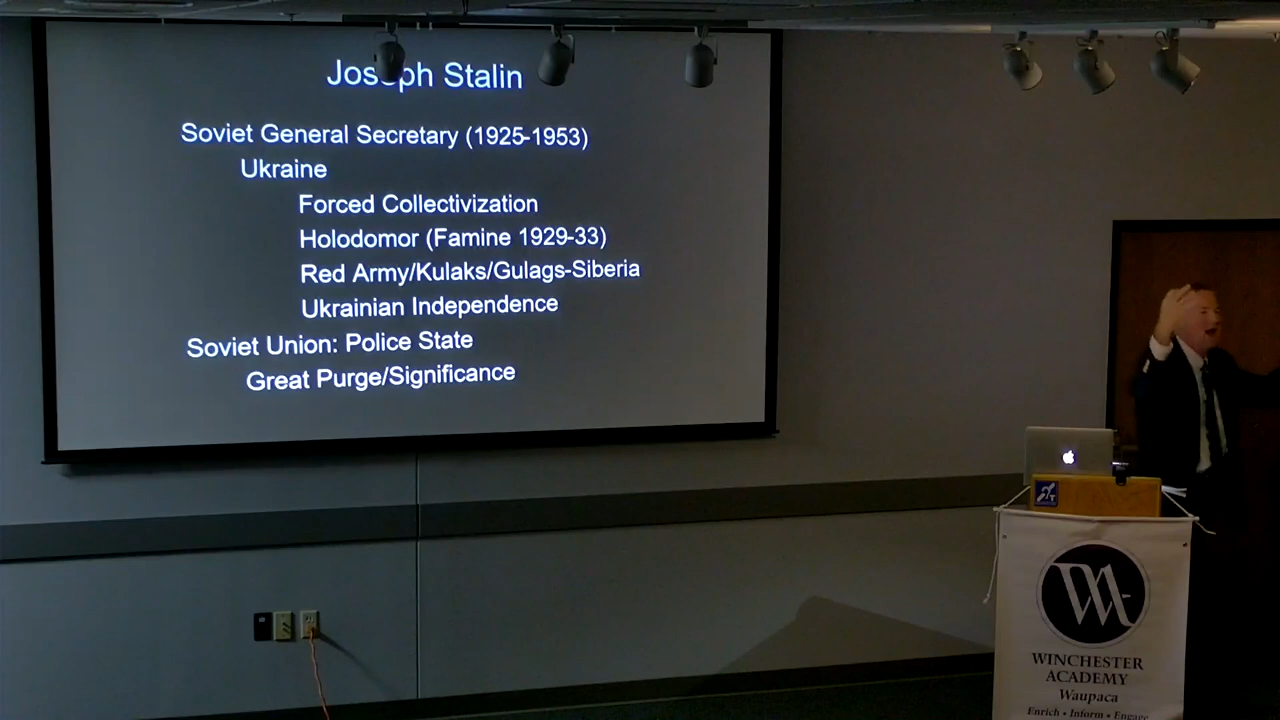 Joseph Stalin
Soviet General Secretary (1925-1953)
Ukraine
Forced Collectivization
Holodomor (Famine 1929-33)
Red Army/Kulaks/Gulags-Siberia
Ukrainian Independence
Soviet Union: Police State
Great Purge/Significance
T
WA
WINCHESTER
ACADEMY
Waupaca
Enrich • Inform • Engage